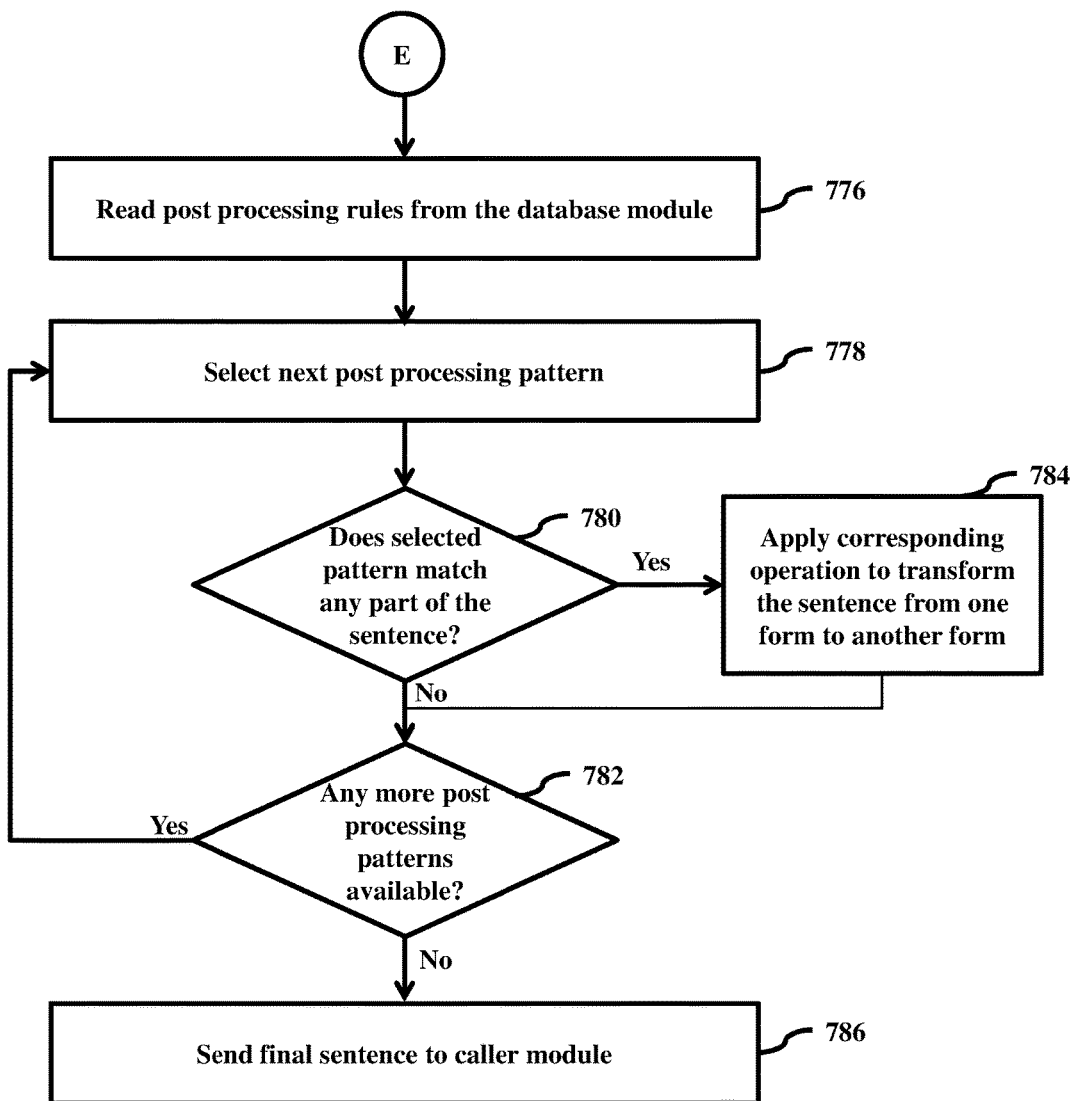 E
Read post processing rules from the database module
776
Select next post processing pattern
778
Does selected
pattern match
any part of the
sentence?
780
Yes
784
Apply corresponding
operation to transform
the sentence from one
form to another form
No
Any more post
processing
patterns
available?
782
Yes
No
Send final sentence to caller module
786